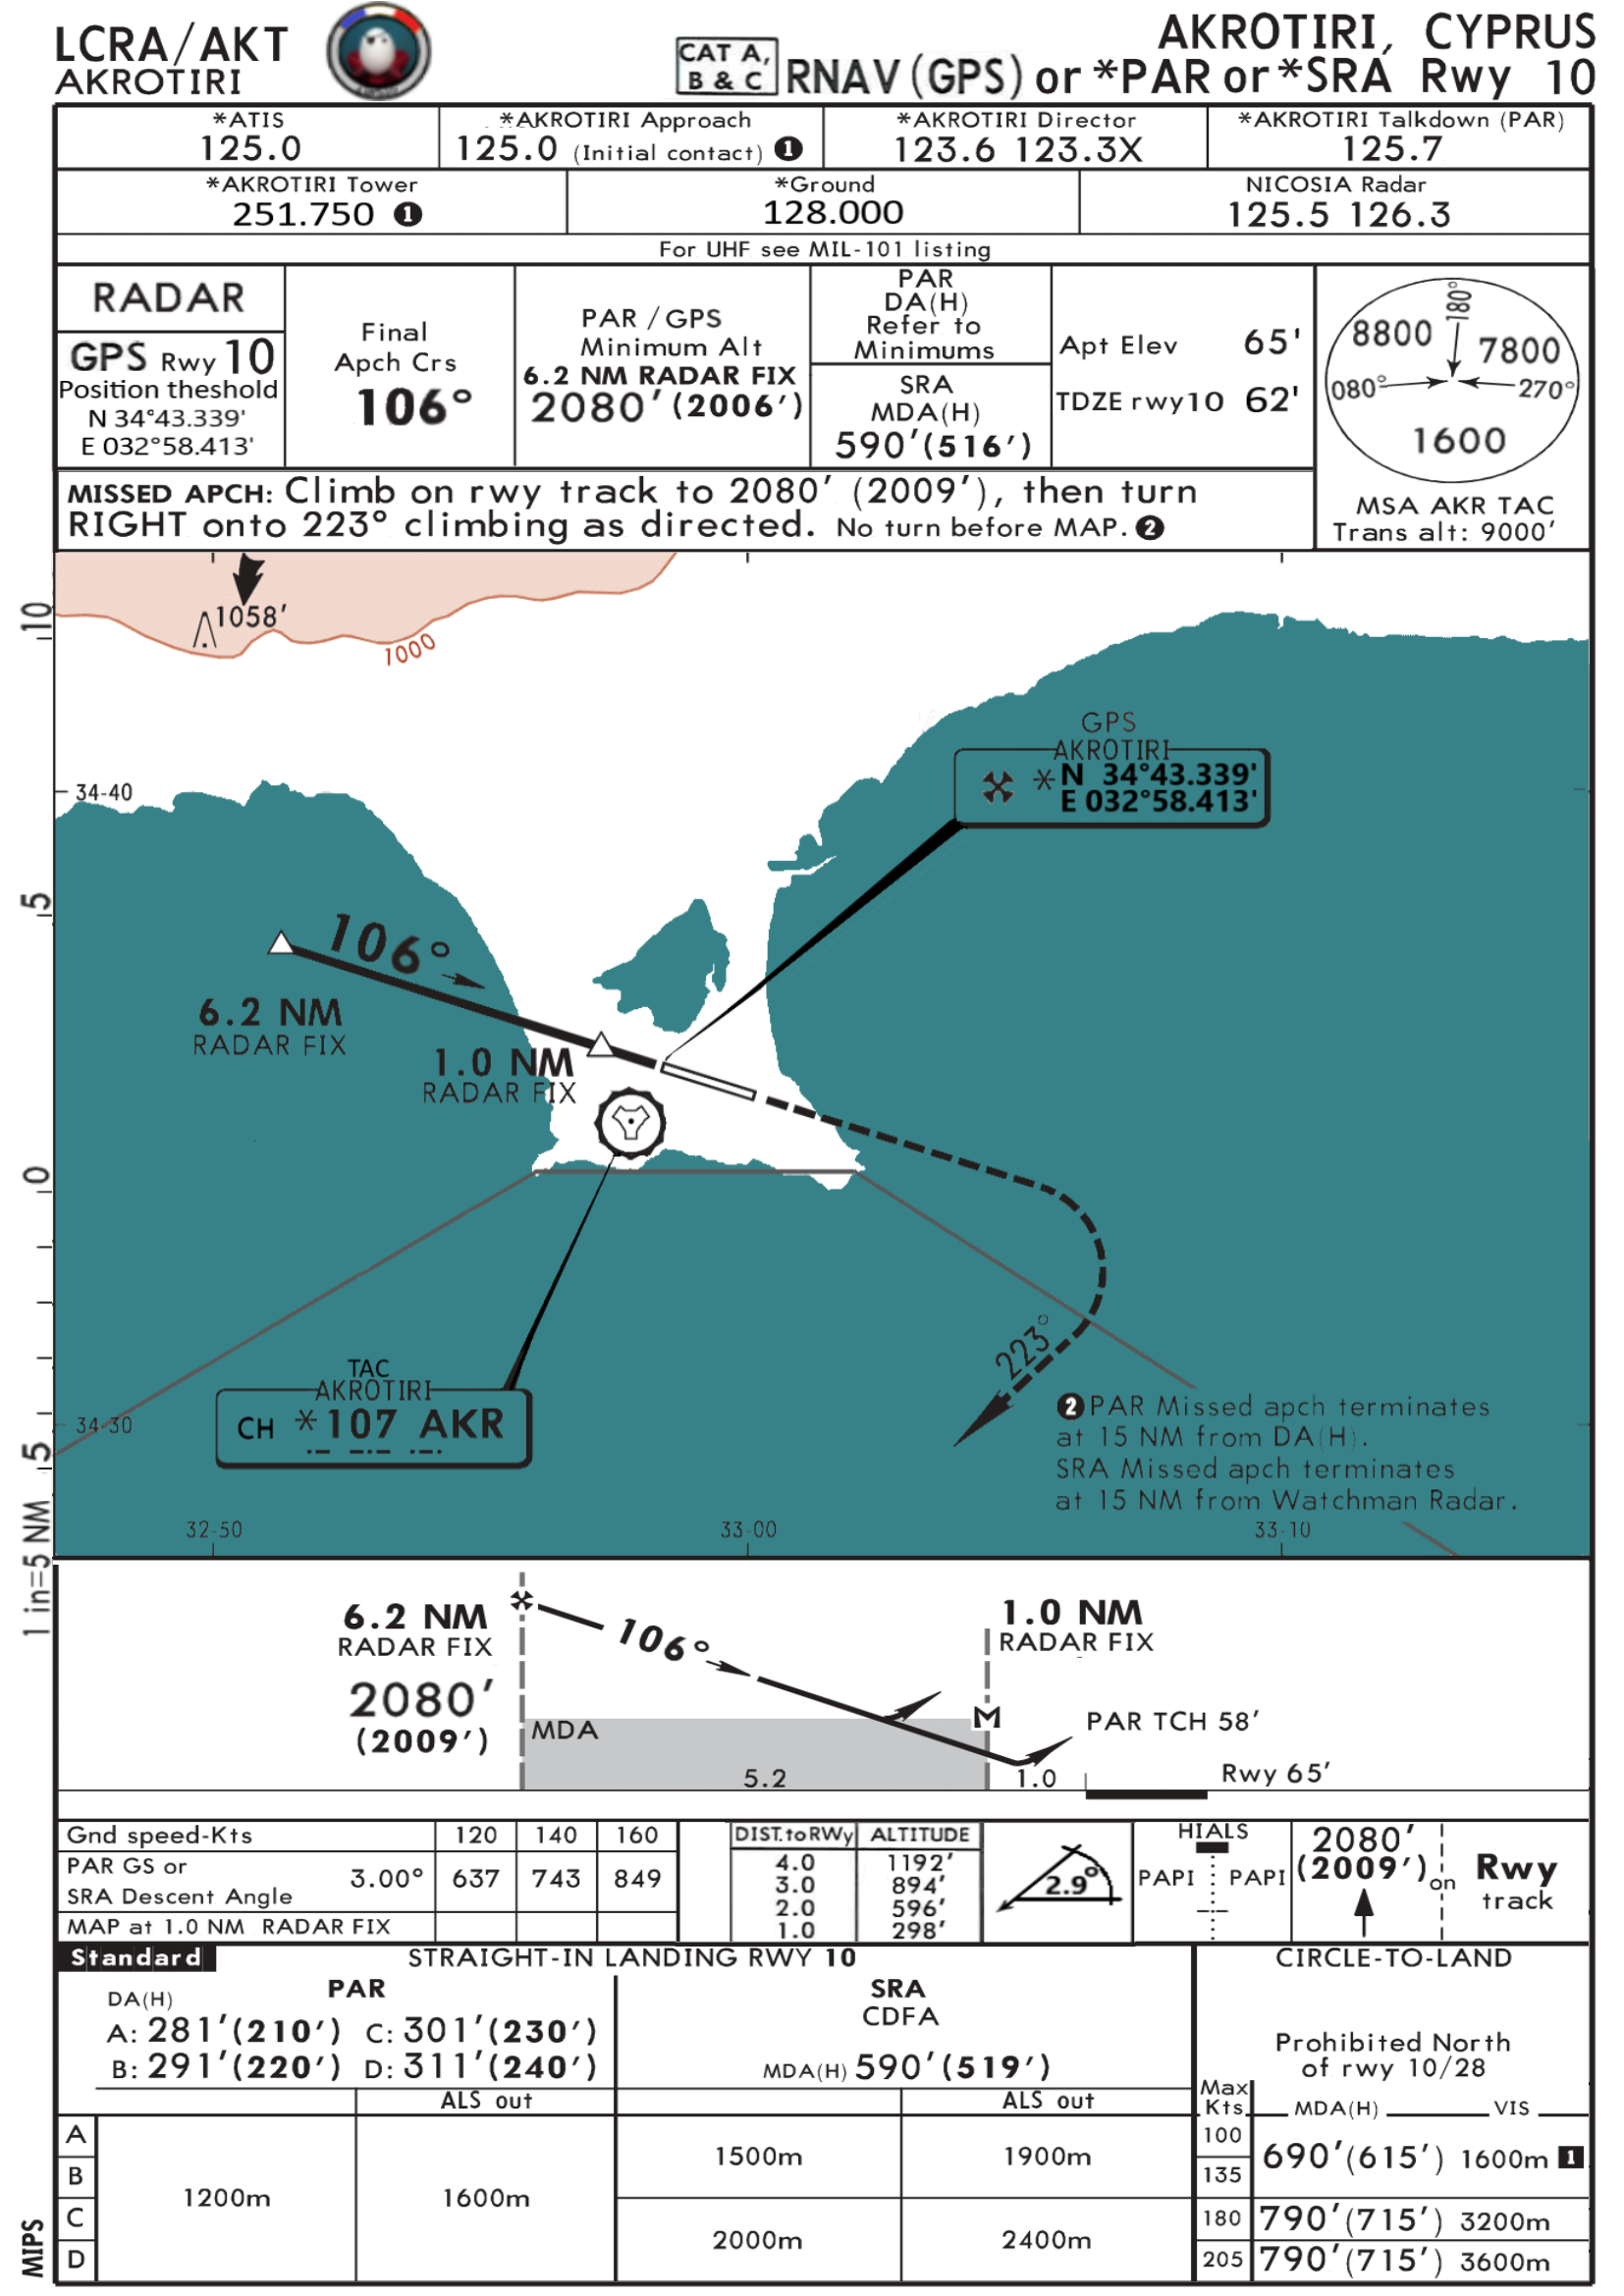 LCRA/AKT
AKROTIRI
AKROTIRI, CYPRUS
CAT A,
B & C
RNAV (GPS) or *PAR or *SRA Rwy 10
*ATIS
125.0
*AKROTIRI Approach
125.0 (Initial contact) 1
*AKROTIRI Director
123.6 123.3X
*AKROTIRI Talkdown (PAR)
125.7
*AKROTIRI Tower
251.750 1
*Ground
128.000
NICOSIA Radar
125.5 126.3
For UHF see MIL-101 listing
RADAR
GPS Rwy 10
Position theshold
N 34°43.339'
E 032°58.413'
Final
Apch Crs
106°
PAR / GPS
Minimum Alt
6.2 NM RADAR FIX
2080' (2006')
PAR
DA(H)
Refer to
Minimums
SRA
MDA(H)
590' (516')
Apt Elev 65'
TDZE rwy10 62'
180°
8800
7800
080°
270°
1600
MSA AKR TAC
Trans alt: 9000'
MISSED APCH: Climb on rwy track to 2080' (2009'), then turn
RIGHT onto 223° climbing as directed. No turn before MAP. 2
1058'
1000
10
5
0
5
1 in=5 NM
34-40
GPS
AKROTIRI
*N 34°43.339'
E 032°58.413'
106°
6.2 NM
RADAR FIX
1.0 NM
RADAR FIX
223°
TAC
AKROTIRI
CH *107 AKR
34-30
2 PAR Missed apch terminates
at 15 NM from DA(H).
SRA Missed apch terminates
at 15 NM from Watchman Radar.
32-50
33-00
33-10
6.2 NM
RADAR FIX
2080'
(2009')
106°
1.0 NM
RADAR FIX
MDA
M
PAR TCH 58'
5.2
1.0
Rwy 65'
Gnd speed-Kts 120 140 160
PAR GS or
SRA Descent Angle 3.00° 637 743 849
MAP at 1.0 NM RADAR FIX
DIST.toRWy ALTITUDE
4.0 1192'
3.0 894'
2.0 596'
1.0 298'
2.9°
HIALS
PAPI PAPI
2080'
(2009')
on
Rwy
track
Standard STRAIGHT-IN LANDING RWY 10
PAR
DA(H)
A: 281' (210') C: 301' (230')
B: 291' (220') D: 311' (240')
SRA
CDFA
MDA(H) 590' (519')
CIRCLE-TO-LAND
Prohibited North
of rwy 10/28
ALS out
ALS out
Max
Kts
MDA(H) VIS
A
B
C
D
1200m
1600m
1500m
1900m
2000m
2400m
100
135
690' (615') 1600m 1
180 790' (715') 3200m
205 790' (715') 3600m
MIPS